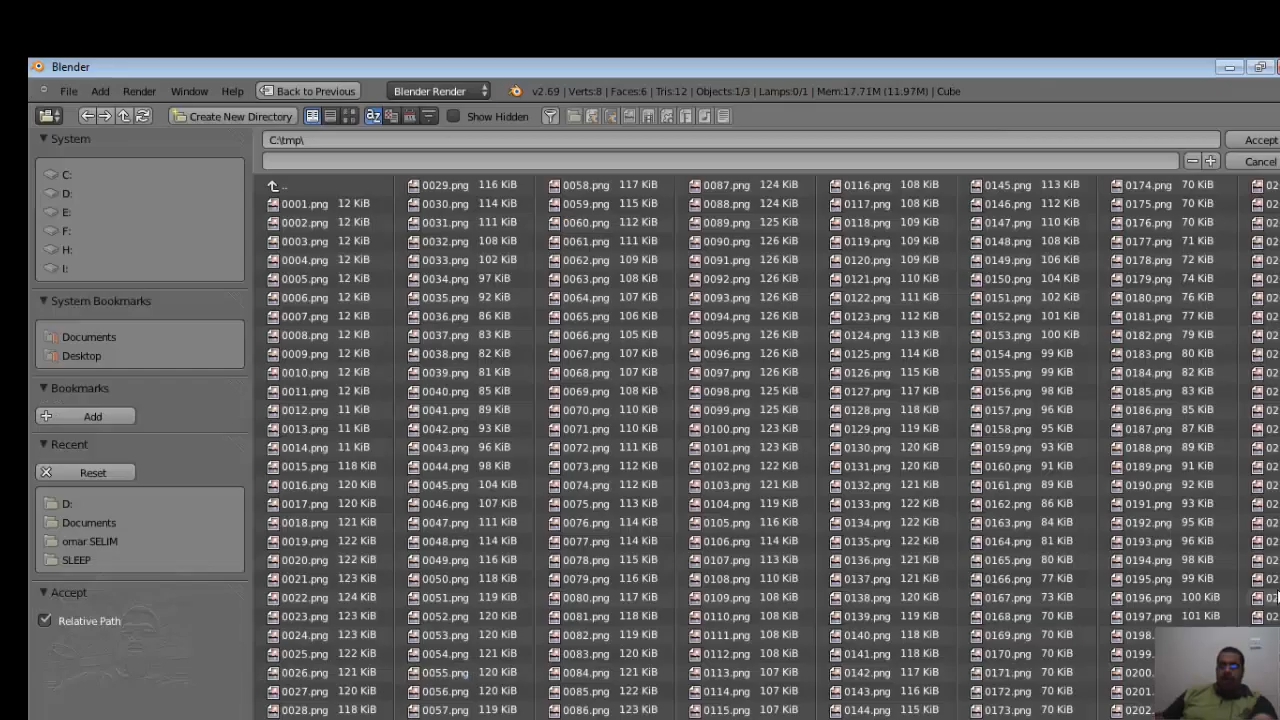 Blender
File Add Render Window Help Back to Previous Blender Render v2.69 | Verts:8 | Faces:6 | Tris:12 | Objects:1/3 | Lamps:0/1 | Mem:17.71M (11.97M) | Cube
Create New Directory Show Hidden
System
C:
D:
E:
F:
H:
I:
System Bookmarks
Documents
Desktop
Bookmarks
Add
Recent
Reset
D:
Documents
omar SELIM
SLEEP
Accept
Relative Path
C:\tmp\ Accept
Cancel
.. 0029.png 116 KiB 0058.png 117 KiB 0087.png 124 KiB 0116.png 108 KiB 0145.png 113 KiB 0174.png 70 KiB 02
0001.png 12 KiB 0030.png 114 KiB 0059.png 115 KiB 0088.png 124 KiB 0117.png 108 KiB 0146.png 112 KiB 0175.png 70 KiB 02
0002.png 12 KiB 0031.png 111 KiB 0060.png 112 KiB 0089.png 125 KiB 0118.png 109 KiB 0147.png 110 KiB 0176.png 70 KiB 02
0003.png 12 KiB 0032.png 108 KiB 0061.png 111 KiB 0090.png 126 KiB 0119.png 109 KiB 0148.png 108 KiB 0177.png 71 KiB 02
0004.png 12 KiB 0033.png 102 KiB 0062.png 109 KiB 0091.png 126 KiB 0120.png 109 KiB 0149.png 106 KiB 0178.png 72 KiB 02
0005.png 12 KiB 0034.png 97 KiB 0063.png 108 KiB 0092.png 126 KiB 0121.png 110 KiB 0150.png 104 KiB 0179.png 74 KiB 02
0006.png 12 KiB 0035.png 92 KiB 0064.png 107 KiB 0093.png 126 KiB 0122.png 111 KiB 0151.png 102 KiB 0180.png 76 KiB 02
0007.png 12 KiB 0036.png 86 KiB 0065.png 106 KiB 0094.png 126 KiB 0123.png 112 KiB 0152.png 101 KiB 0181.png 77 KiB 02
0008.png 12 KiB 0037.png 83 KiB 0066.png 105 KiB 0095.png 126 KiB 0124.png 113 KiB 0153.png 100 KiB 0182.png 79 KiB 02
0009.png 12 KiB 0038.png 82 KiB 0067.png 107 KiB 0096.png 126 KiB 0125.png 114 KiB 0154.png 99 KiB 0183.png 80 KiB 02
0010.png 12 KiB 0039.png 81 KiB 0068.png 107 KiB 0097.png 126 KiB 0126.png 115 KiB 0155.png 99 KiB 0184.png 82 KiB 02
0011.png 12 KiB 0040.png 85 KiB 0069.png 108 KiB 0098.png 125 KiB 0127.png 117 KiB 0156.png 98 KiB 0185.png 83 KiB 02
0012.png 11 KiB 0041.png 89 KiB 0070.png 110 KiB 0099.png 125 KiB 0128.png 118 KiB 0157.png 96 KiB 0186.png 85 KiB 02
0013.png 11 KiB 0042.png 93 KiB 0071.png 110 KiB 0100.png 123 KiB 0129.png 119 KiB 0158.png 95 KiB 0187.png 87 KiB 02
0014.png 11 KiB 0043.png 96 KiB 0072.png 111 KiB 0101.png 123 KiB 0130.png 120 KiB 0159.png 93 KiB 0188.png 89 KiB 02
0015.png 118 KiB 0044.png 98 KiB 0073.png 112 KiB 0102.png 122 KiB 0131.png 120 KiB 0160.png 91 KiB 0189.png 91 KiB 02
0016.png 120 KiB 0045.png 104 KiB 0074.png 112 KiB 0103.png 121 KiB 0132.png 121 KiB 0161.png 89 KiB 0190.png 92 KiB 02
0017.png 120 KiB 0046.png 107 KiB 0075.png 113 KiB 0104.png 119 KiB 0133.png 122 KiB 0162.png 86 KiB 0191.png 93 KiB 02
0018.png 121 KiB 0047.png 111 KiB 0076.png 114 KiB 0105.png 116 KiB 0134.png 122 KiB 0163.png 84 KiB 0192.png 95 KiB 02
0019.png 122 KiB 0048.png 114 KiB 0077.png 114 KiB 0106.png 114 KiB 0135.png 122 KiB 0164.png 81 KiB 0193.png 96 KiB 02
0020.png 122 KiB 0049.png 116 KiB 0078.png 115 KiB 0107.png 113 KiB 0136.png 121 KiB 0165.png 80 KiB 0194.png 98 KiB 02
0021.png 123 KiB 0050.png 118 KiB 0079.png 116 KiB 0108.png 110 KiB 0137.png 121 KiB 0166.png 77 KiB 0195.png 99 KiB 02
0022.png 124 KiB 0051.png 119 KiB 0080.png 117 KiB 0109.png 108 KiB 0138.png 120 KiB 0167.png 73 KiB 0196.png 100 KiB 02
0023.png 123 KiB 0052.png 120 KiB 0081.png 118 KiB 0110.png 108 KiB 0139.png 119 KiB 0168.png 70 KiB 0197.png 101 KiB 02
0024.png 123 KiB 0053.png 120 KiB 0082.png 119 KiB 0111.png 108 KiB 0140.png 118 KiB 0169.png 70 KiB 0198.
0025.png 122 KiB 0054.png 121 KiB 0083.png 120 KiB 0112.png 108 KiB 0141.png 118 KiB 0170.png 70 KiB 0199.
0026.png 121 KiB 0055.png 120 KiB 0084.png 121 KiB 0113.png 107 KiB 0142.png 117 KiB 0171.png 70 KiB 0200.
0027.png 120 KiB 0056.png 120 KiB 0085.png 122 KiB 0114.png 107 KiB 0143.png 116 KiB 0172.png 70 KiB 0201.
0028.png 118 KiB 0057.png 119 KiB 0086.png 123 KiB 0115.png 107 KiB 0144.png 115 KiB 0173.png 70 KiB 0202.